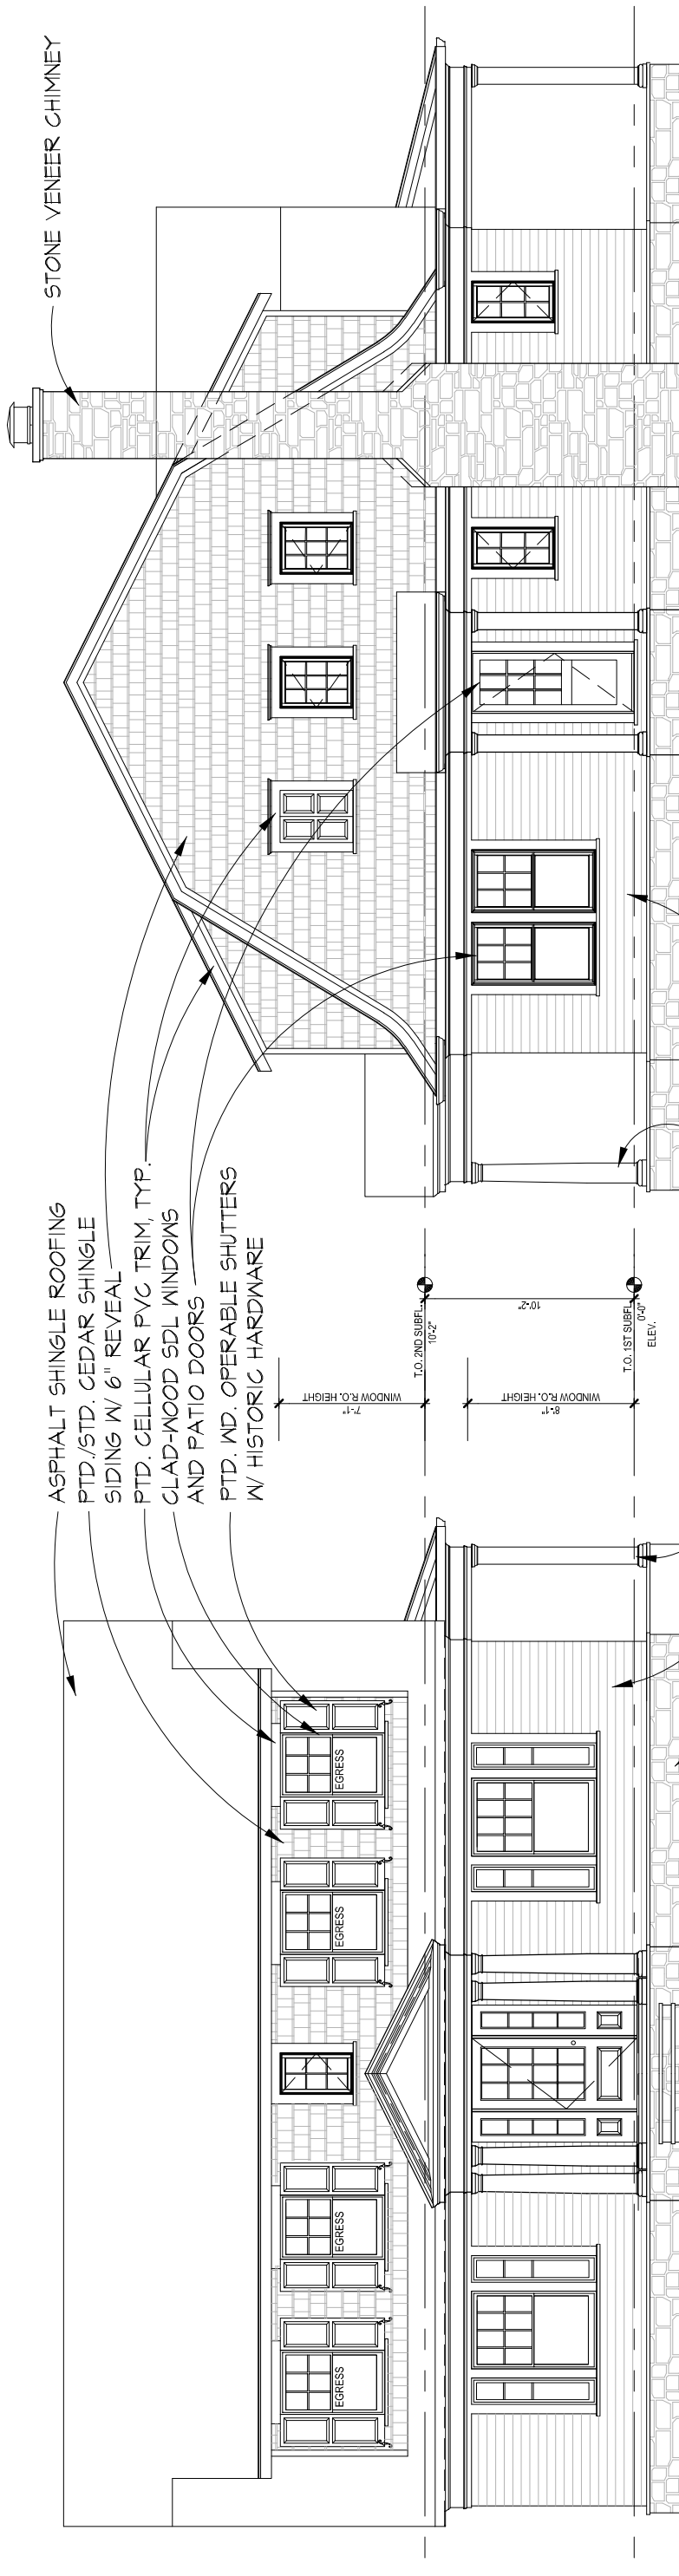 STONE VENEER CHIMNEY
ASPHALT SHINGLE ROOFING
PTD./STD. CEDAR SHINGLE
SIDING W/ 6" REVEAL
PTD. CELLULAR PVC TRIM, TYP.
CLAD-WOOD SDL WINDOWS
AND PATIO DOORS
PTD. WD. OPERABLE SHUTTERS
W/ HISTORIC HARDWARE
T.O. 2ND SUBFL.
10'-2"
10'-2"
T.O. 1ST SUBFL.
0'-0"
ELEV.
7'-1"
WINDOW R.O. HEIGHT
8'-1"
WINDOW R.O. HEIGHT
EGRESS
EGRESS
EGRESS
EGRESS